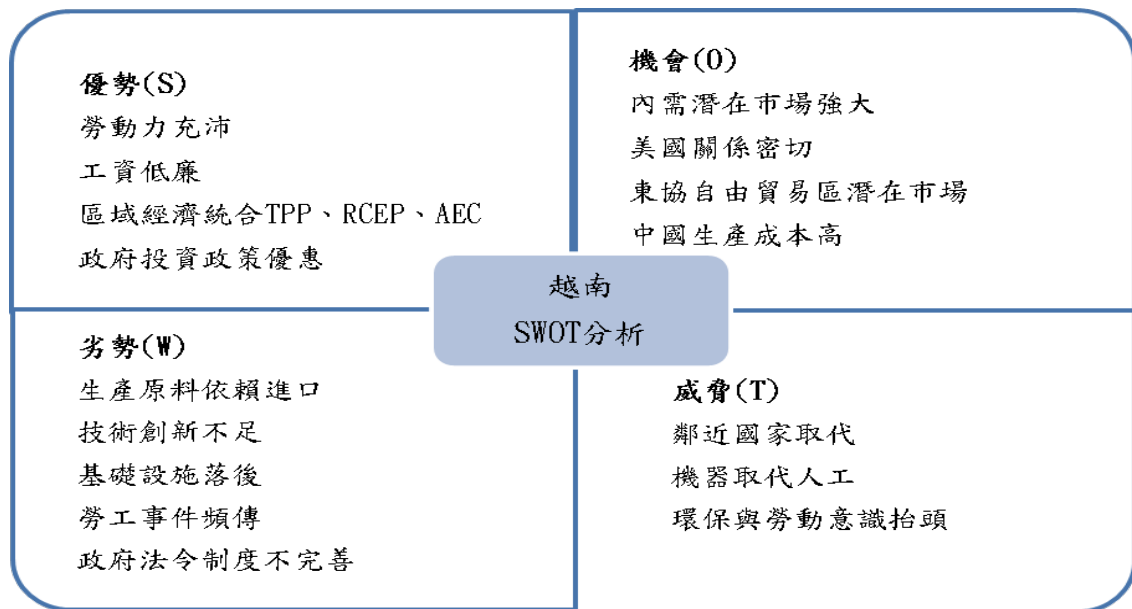 優勢(S)
勞動力充沛
工資低廉
區域經濟統合TPP、RCEP、AEC
政府投資政策優惠
機會(O)
內需潛在市場強大
美國關係密切
東協自由貿易區潛在市場
中國生產成本高
越南
SWOT分析
劣勢(W)
生產原料依賴進口
技術創新不足
基礎設施落後
勞工事件頻傳
政府法令制度不完善
威脅(T)
鄰近國家取代
機器取代人工
環保與勞動意識抬頭